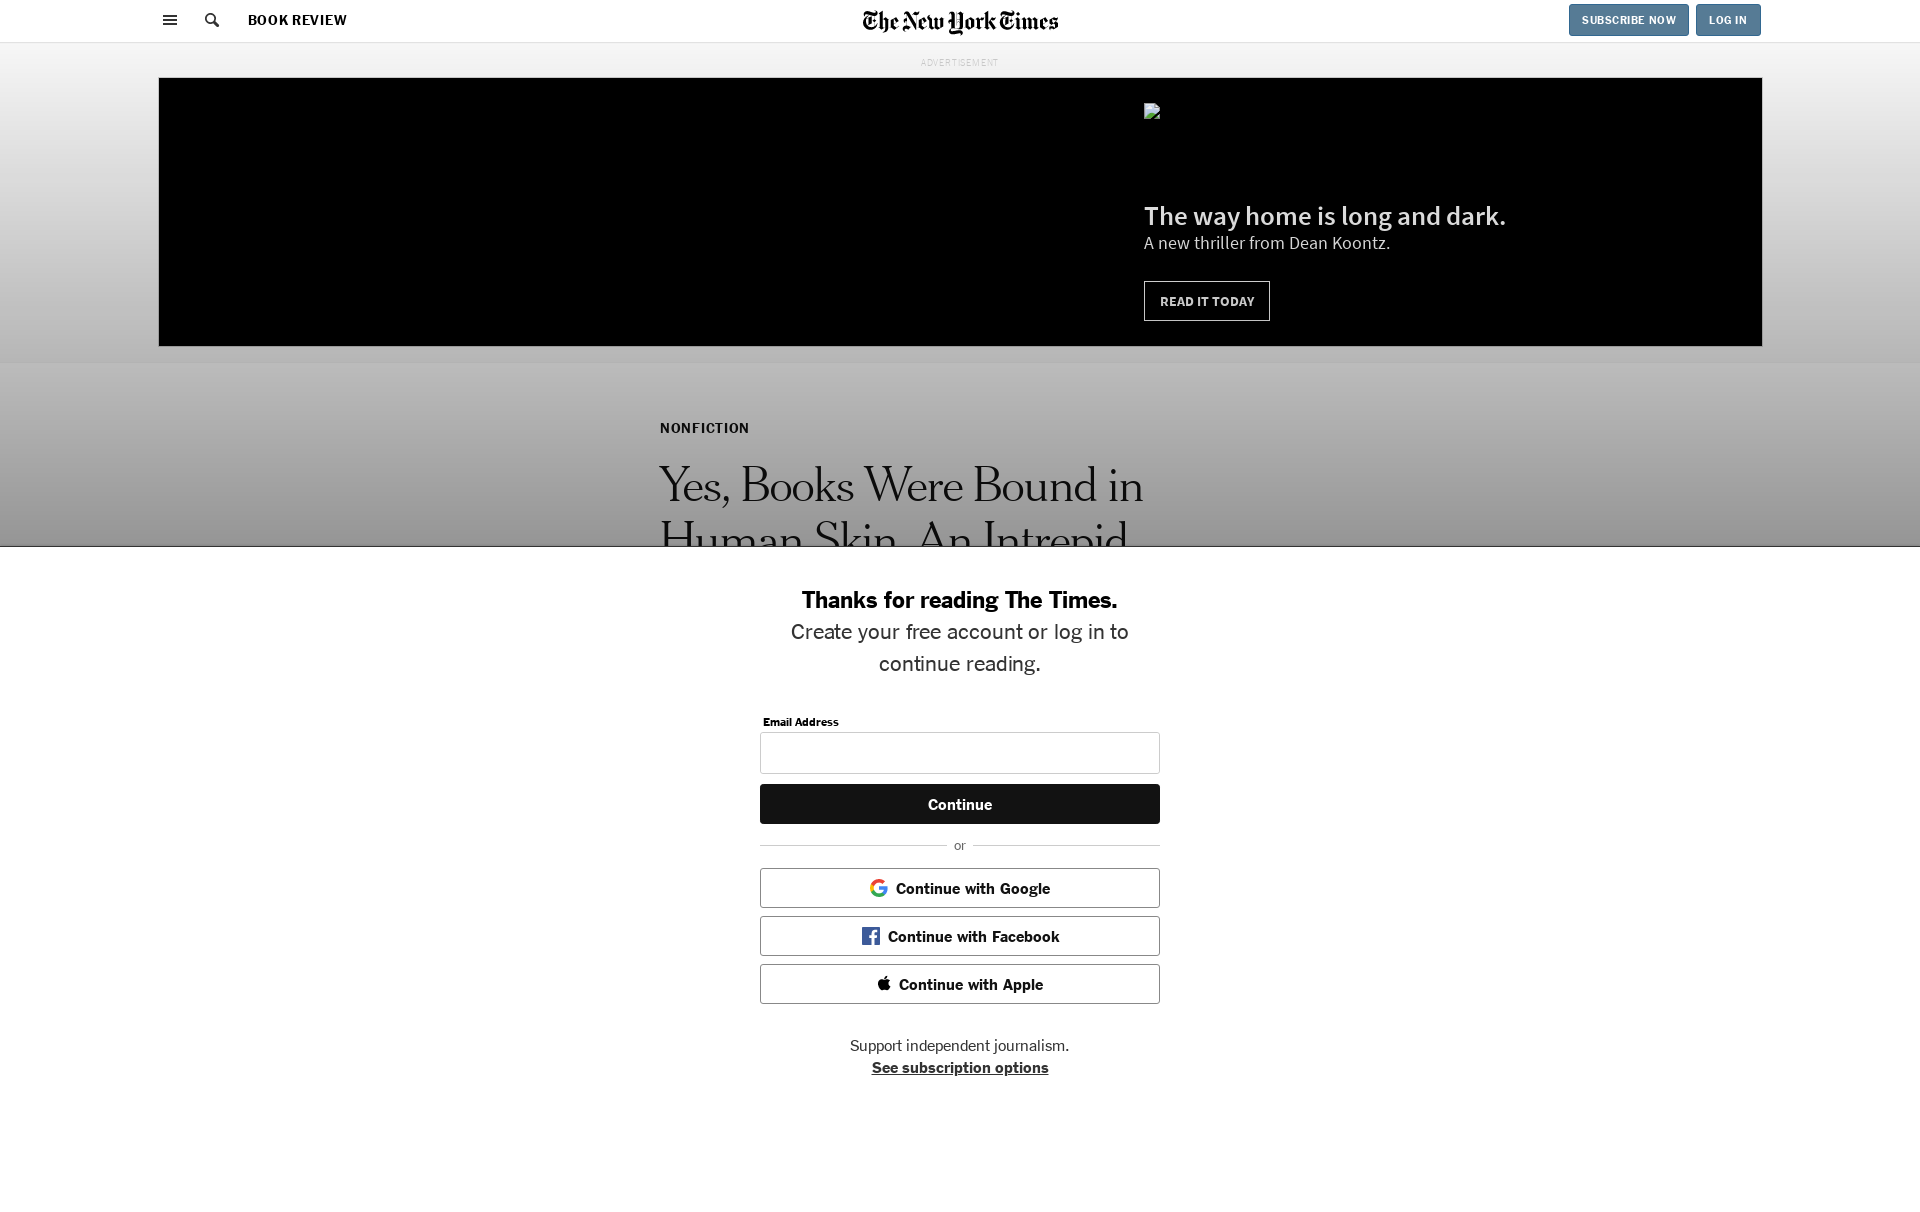 BOOK REVIEW
The New York Times
SUBSCRIBE NOW
LOG IN
ADVERTISEMENT
The way home is long and dark.
A new thriller from Dean Koontz.
READ IT TODAY
NONFICTION
Yes, Books Were Bound in
Human Skin. An Intrepid
Thanks for reading The Times.
Create your free account or log in to
continue reading.
Email Address
Continue
or
Continue with Google
Continue with Facebook
Continue with Apple
Support independent journalism.
See subscription options